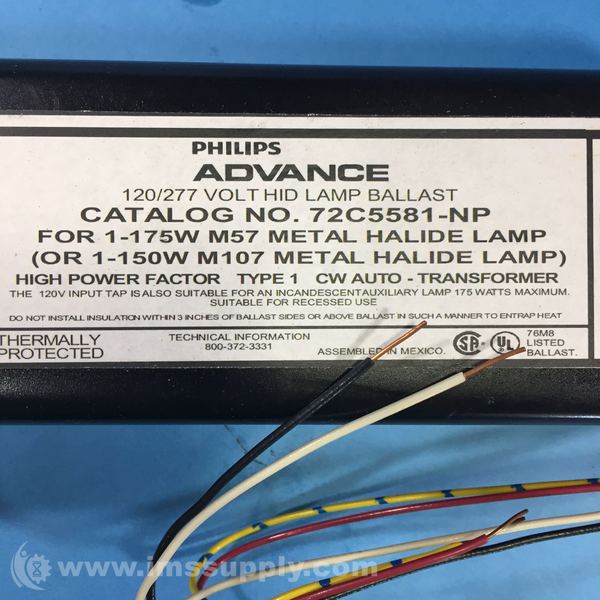 PHILIPS
ADVANCE
120/277 VOLT HID LAMP BALLAST
CATALOG NO. 72C5581-NP
FOR 1-175W M57 METAL HALIDE LAMP
(OR 1-150W M107 METAL HALIDE LAMP)
HIGH POWER FACTOR TYPE 1 CW AUTO - TRANSFORMER
THE 120V INPUT TAP IS ALSO SUITABLE FOR AN INCANDESCENT AUXILIARY LAMP 175 WATTS MAXIMUM.
SUITABLE FOR RECESSED USE
DO NOT INSTALL INSULATION WITHIN 3 INCHES OF BALLAST SIDES OR ABOVE BALLAST IN SUCH A MANNER TO ENTRAP HEAT
THERMALLY
PROTECTED
TECHNICAL INFORMATION
800-372-3331
ASSEMBLED IN MEXICO.
SA
UL
76M8
LISTED
BALLAST.
www.imssupply.com